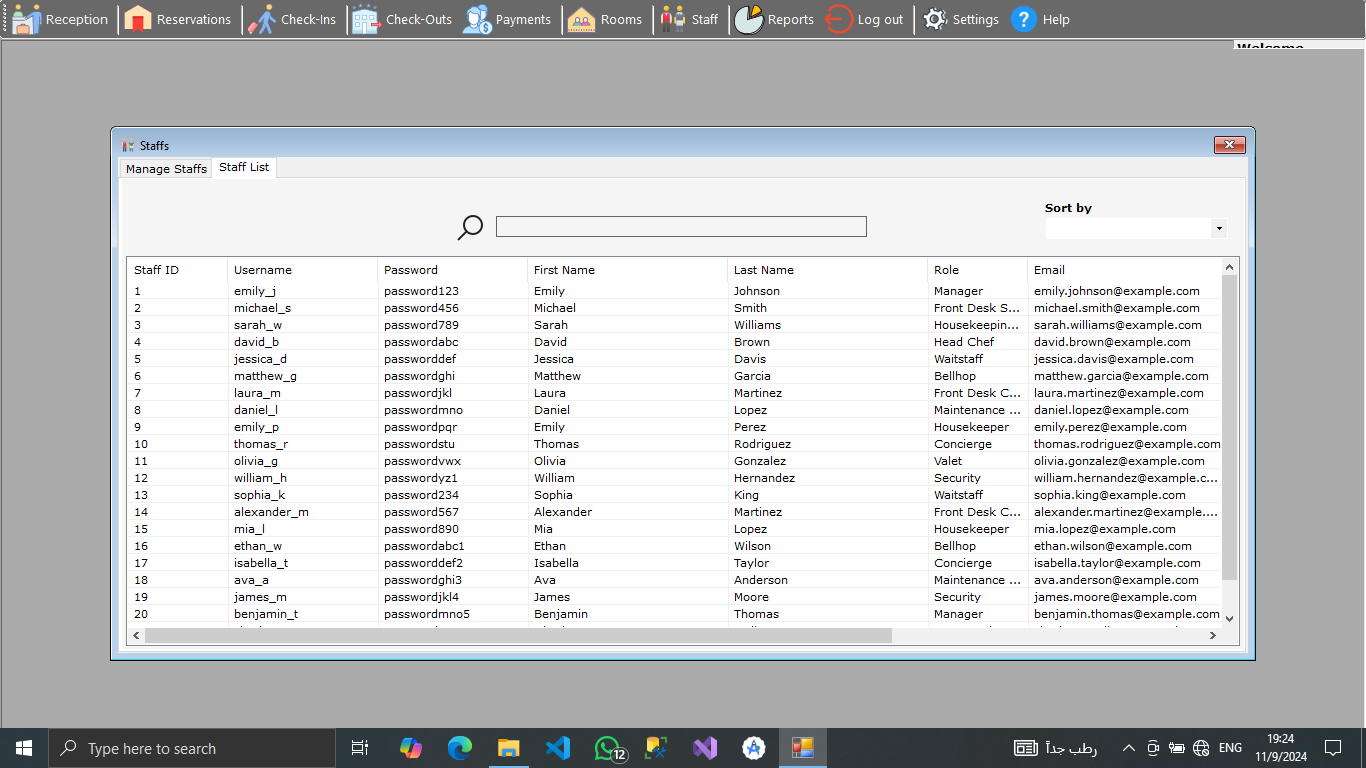 Reception Reservations Check-Ins Check-Outs Payments Rooms Staff Reports Log out Settings Help
Welcome
Staffs
Manage Staffs Staff List
Sort by
Staff ID Username Password First Name Last Name Role Email
1 emily_j password123 Emily Johnson Manager emily.johnson@example.com
2 michael_s password456 Michael Smith Front Desk S... michael.smith@example.com
3 sarah_w password789 Sarah Williams Housekeepin... sarah.williams@example.com
4 david_b passwordabc David Brown Head Chef david.brown@example.com
5 jessica_d passworddef Jessica Davis Waitstaff jessica.davis@example.com
6 matthew_g passwordghi Matthew Garcia Bellhop matthew.garcia@example.com
7 laura_m passwordjkl Laura Martinez Front Desk C... laura.martinez@example.com
8 daniel_l passwordmno Daniel Lopez Maintenance ... daniel.lopez@example.com
9 emily_p passwordpqr Emily Perez Housekeeper emily.perez@example.com
10 thomas_r passwordstu Thomas Rodriguez Concierge thomas.rodriguez@example.com
11 olivia_g passwordvwx Olivia Gonzalez Valet olivia.gonzalez@example.com
12 william_h passwordyz1 William Hernandez Security william.hernandez@example.c...
13 sophia_k password234 Sophia King Waitstaff sophia.king@example.com
14 alexander_m password567 Alexander Martinez Front Desk C... alexander.martinez@example....
15 mia_l password890 Mia Lopez Housekeeper mia.lopez@example.com
16 ethan_w passwordabc1 Ethan Wilson Bellhop ethan.wilson@example.com
17 isabella_t passworddef2 Isabella Taylor Concierge isabella.taylor@example.com
18 ava_a passwordghi3 Ava Anderson Maintenance ... ava.anderson@example.com
19 james_m passwordjkl4 James Moore Security james.moore@example.com
20 benjamin_t passwordmno5 Benjamin Thomas Manager benjamin.thomas@example.com
Type here to search 12 رطب جداً ENG 19:24
11/9/2024